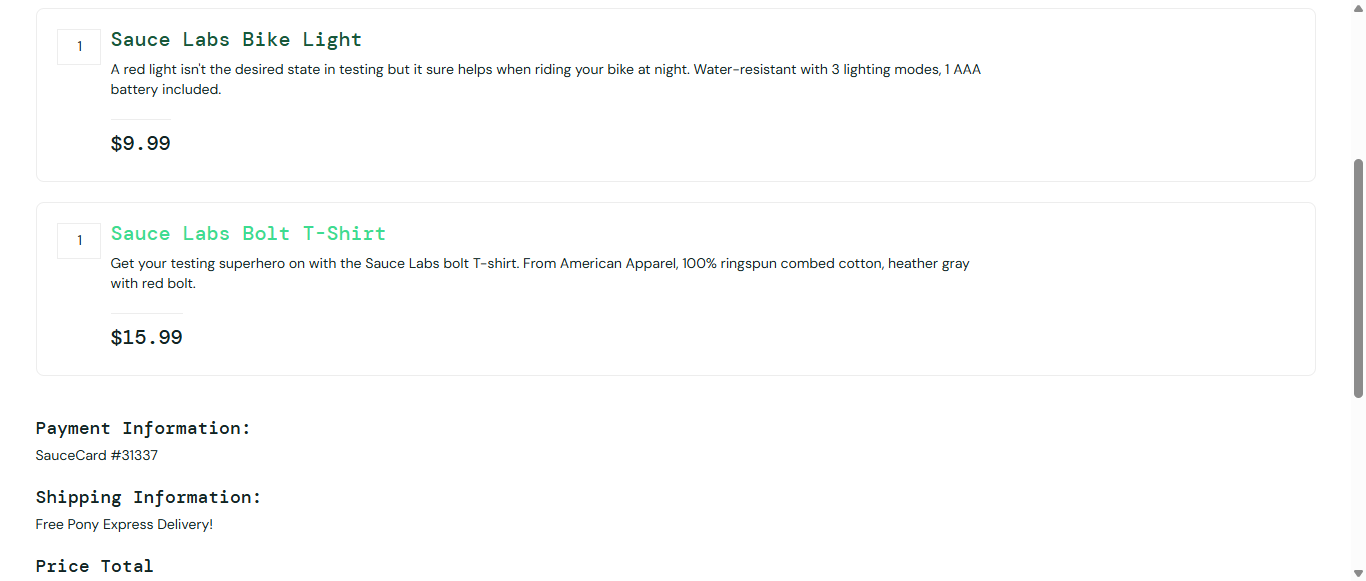 1
Sauce Labs Bike Light
A red light isn't the desired state in testing but it sure helps when riding your bike at night. Water-resistant with 3 lighting modes, 1 AAA
battery included.
$9.99
1
Sauce Labs Bolt T-Shirt
Get your testing superhero on with the Sauce Labs bolt T-shirt. From American Apparel, 100% ringspun combed cotton, heather gray
with red bolt.
$15.99
Payment Information:
SauceCard #31337
Shipping Information:
Free Pony Express Delivery!
Price Total